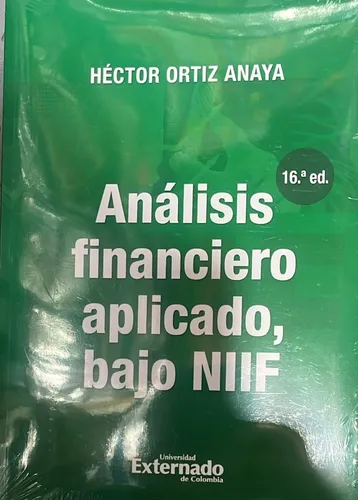 HÉCTOR ORTIZ ANAYA
16.ª ed.
Análisis
financiero
aplicado,
bajo NIIF
Universidad
Externado
de Colombia